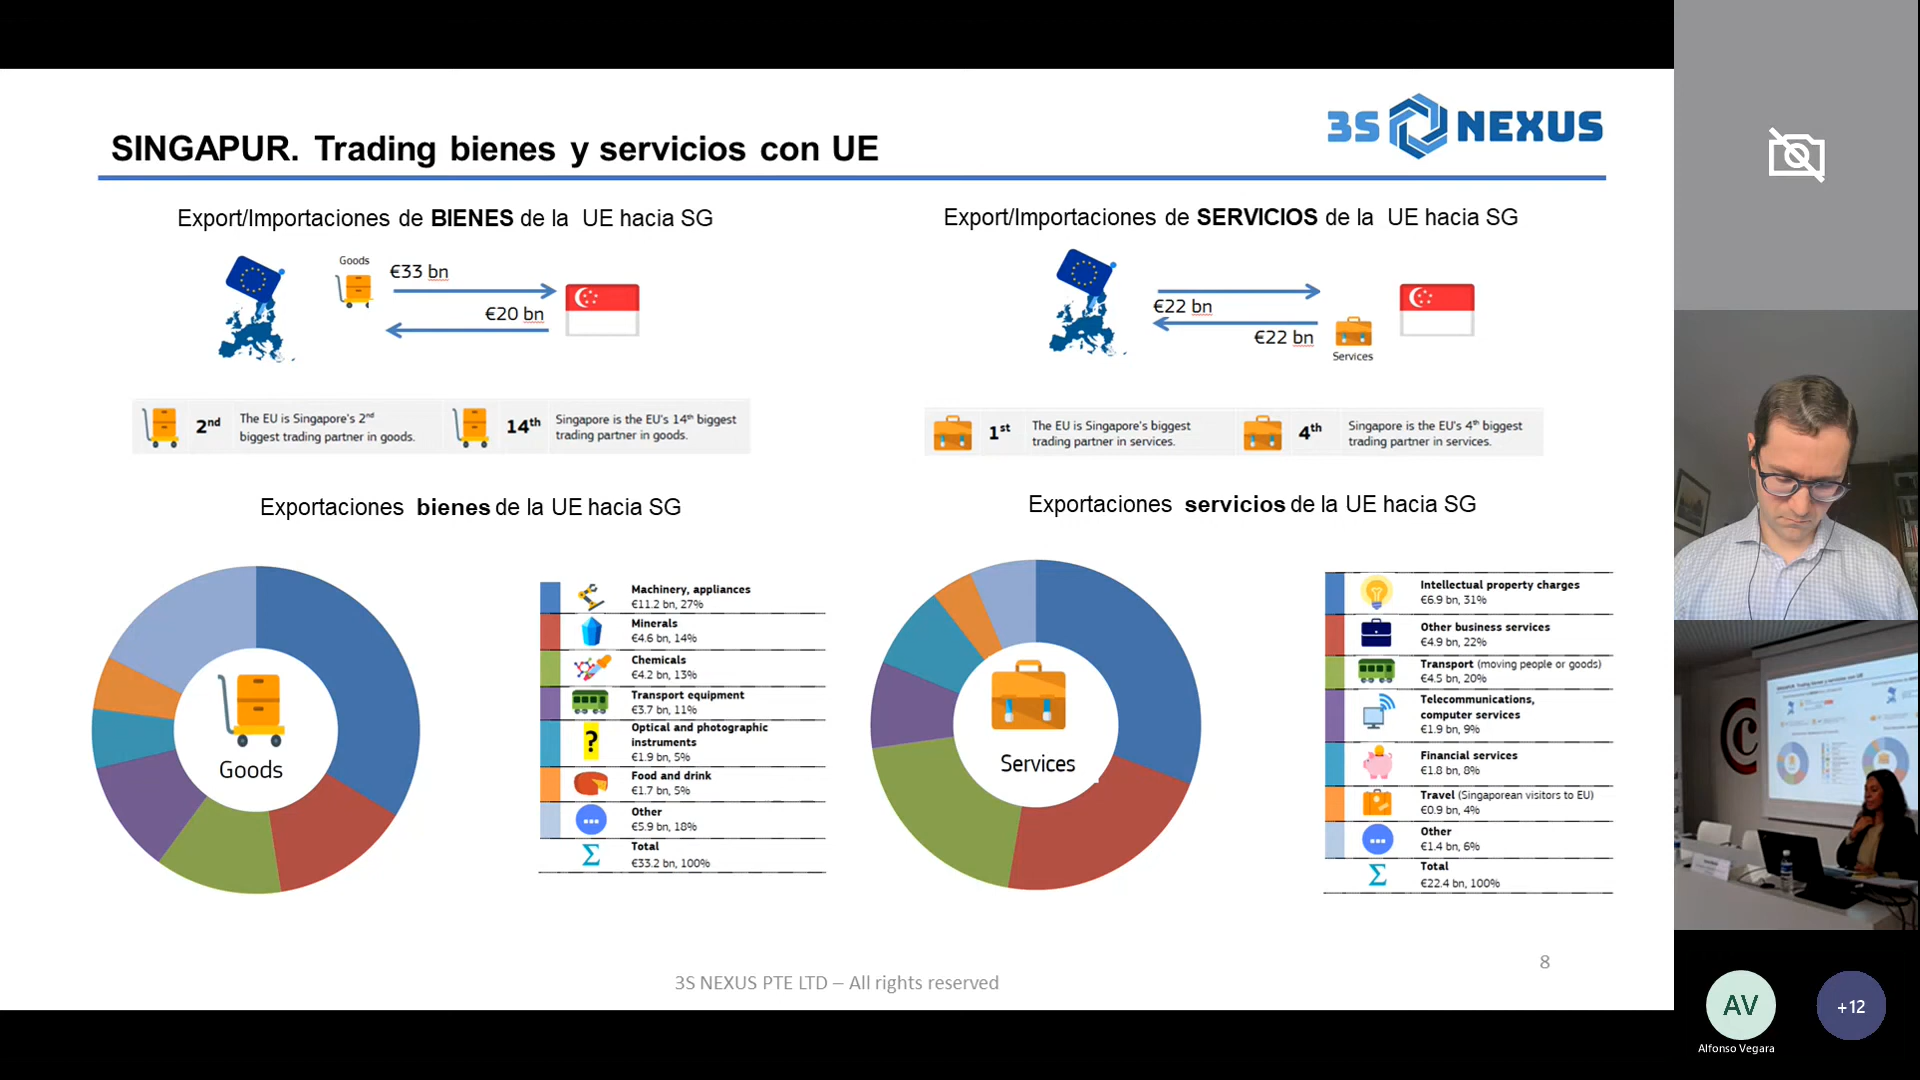 SINGAPUR. Trading bienes y servicios con UE
3S NEXUS
Export/Importaciones de BIENES de la UE hacia SG
Goods
€33 bn
€20 bn
2nd
The EU is Singapore's 2nd
biggest trading partner in goods.
14th
Singapore is the EU's 14th biggest
trading partner in goods.
Export/Importaciones de SERVICIOS de la UE hacia SG
€22 bn
€22 bn
Services
1st
The EU is Singapore's biggest
trading partner in services.
4th
Singapore is the EU's 4th biggest
trading partner in services.
Exportaciones bienes de la UE hacia SG
Goods
Machinery, appliances
€11.2 bn, 27%
Minerals
€4.6 bn, 14%
Chemicals
€4.2 bn, 13%
Transport equipment
€3.7 bn, 11%
?
Optical and photographic
instruments
€1.9 bn, 5%
Food and drink
€1.7 bn, 5%
Other
€5.9 bn, 18%
Σ
Total
€33.2 bn, 100%
Exportaciones servicios de la UE hacia SG
Services
Intellectual property charges
€6.9 bn, 31%
Other business services
€4.9 bn, 22%
Transport (moving people or goods)
€4.5 bn, 20%
Telecommunications,
computer services
€1.9 bn, 9%
Financial services
€1.8 bn, 8%
Travel (Singaporean visitors to EU)
€0.9 bn, 4%
Other
€1.4 bn, 6%
Σ
Total
€22.4 bn, 100%
3S NEXUS PTE LTD – All rights reserved
8
SINGAPUR. Trading bienes y servicios con UE
AV
Alfonso Vegara
+12